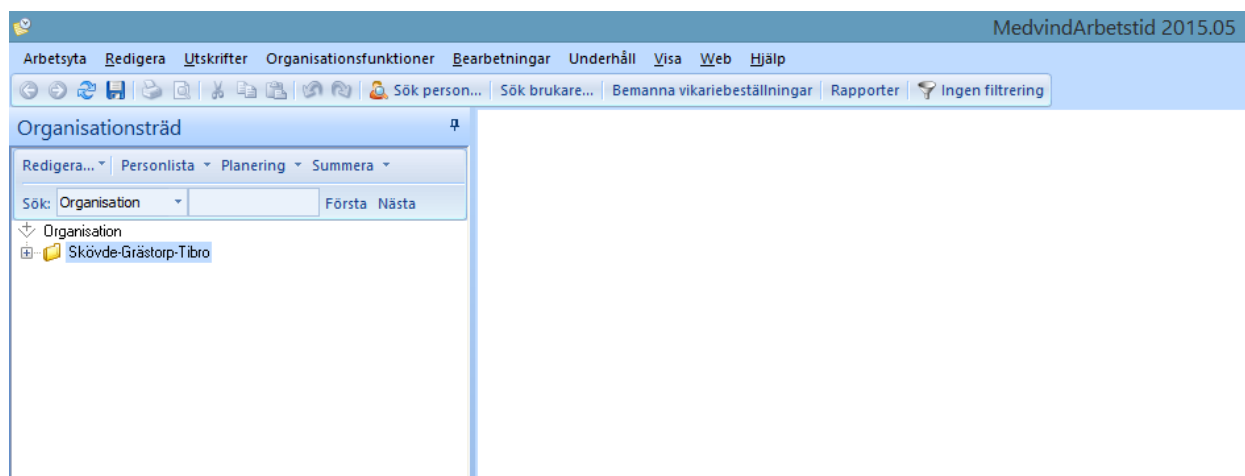 MedvindArbetstid 2015.05
Arbetsyta Redigera Utskrifter Organisationsfunktioner Bearbetningar Underhåll Visa Web Hjälp
Sök person... Sök brukare... Bemanna vikariebeställningar Rapporter Ingen filtrering
Organisationsträd
Redigera... Personlista Planering Summera
Sök: Organisation Första Nästa
Organisation
Skövde-Grästorp-Tibro